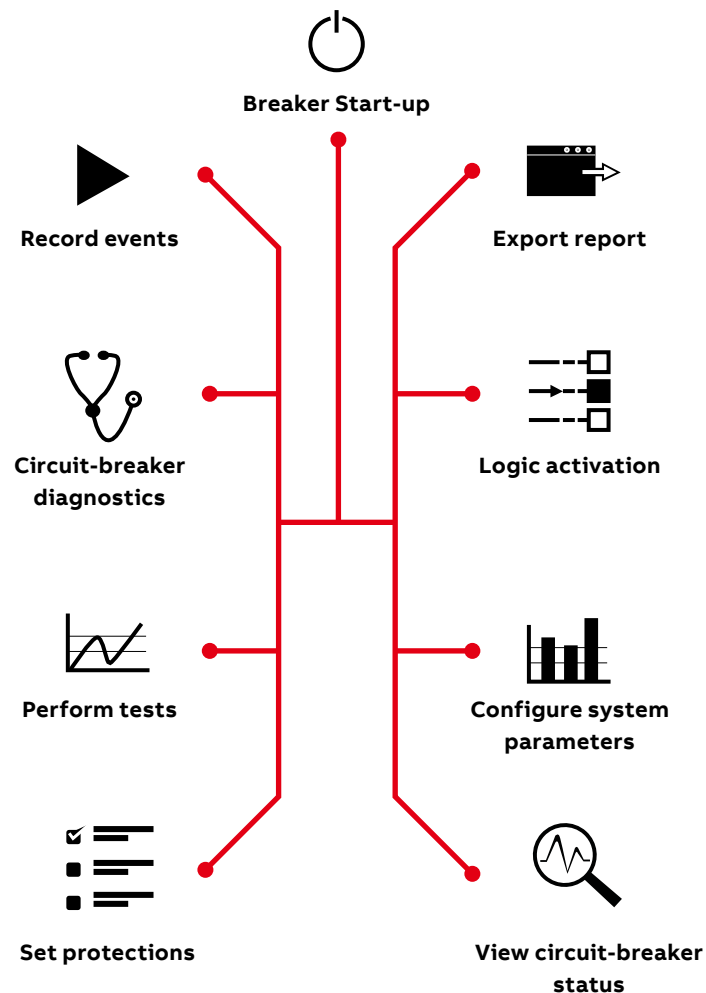 Breaker Start-up
Record events
Export report
Circuit-breaker
diagnostics
Logic activation
Perform tests
Configure system
parameters
Set protections
View circuit-breaker
status